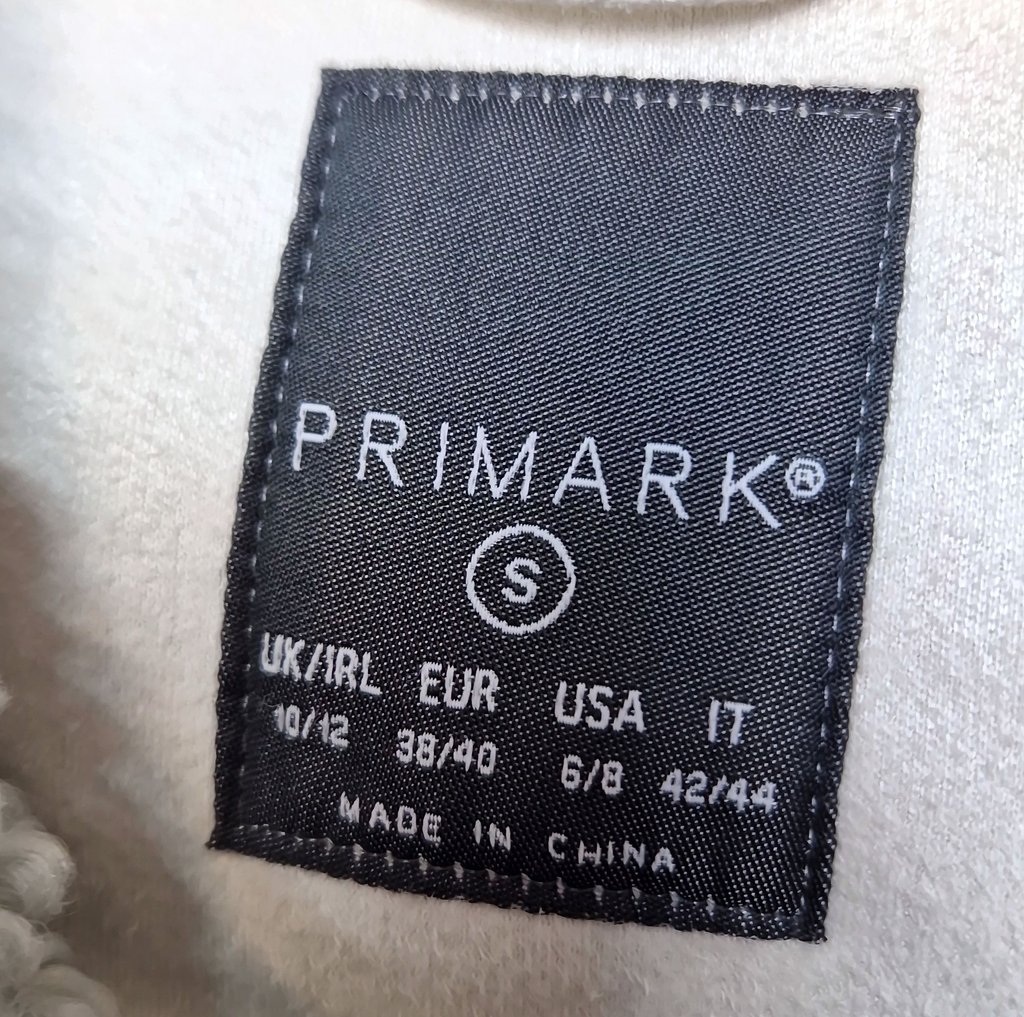 PRIMARK®
S
UK/IRL EUR USA IT
10/12 38/40 6/8 42/44
MADE IN CHINA